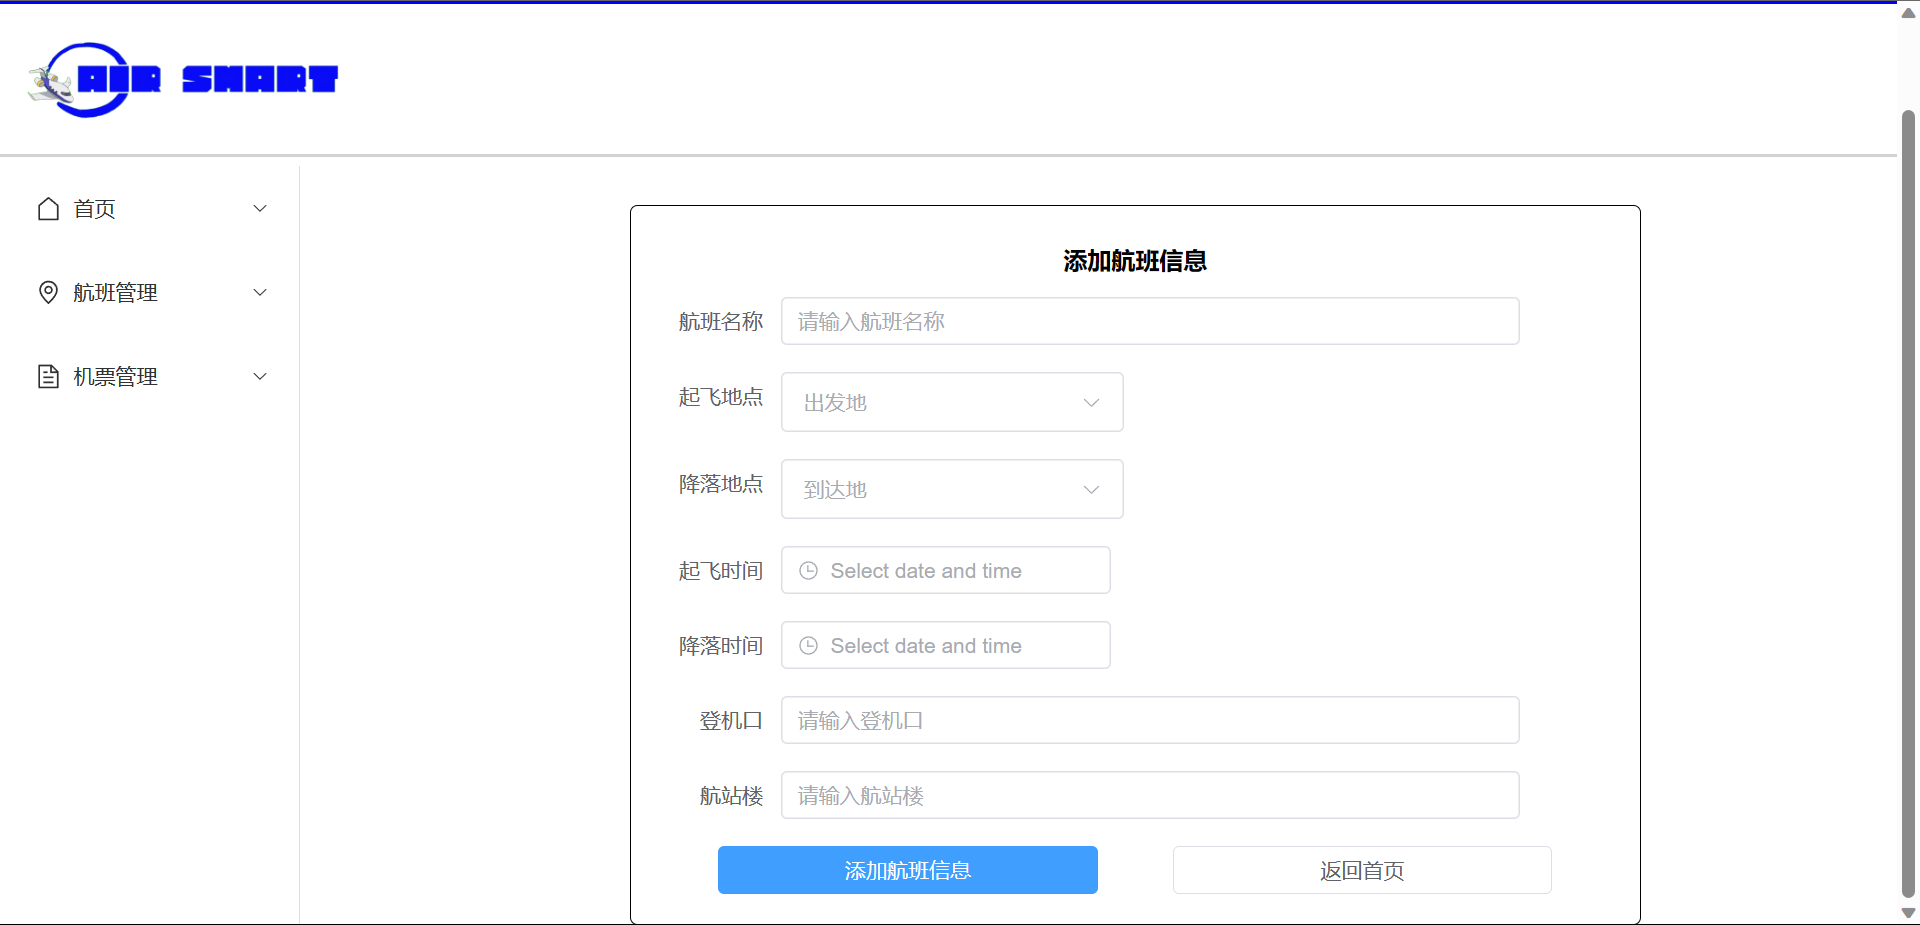 AIR SMART
首页
航班管理
机票管理
添加航班信息
航班名称 请输入航班名称
起飞地点 出发地
降落地点 到达地
起飞时间 Select date and time
降落时间 Select date and time
登机口 请输入登机口
航站楼 请输入航站楼
添加航班信息 返回首页